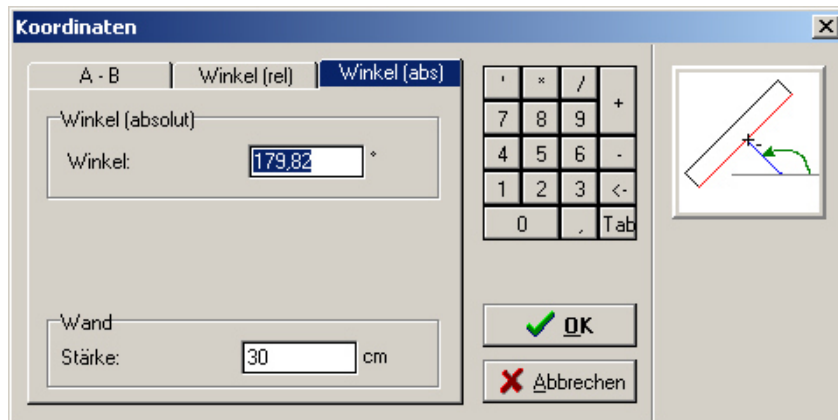 Koordinaten
A - B
Winkel (rel)
Winkel (abs)
Winkel (absolut)
Winkel: 179,82 °
Wand
Stärke: 30 cm
' * / +
7 8 9
4 5 6 -
1 2 3 <-
0 , Tab
OK
Abbrechen